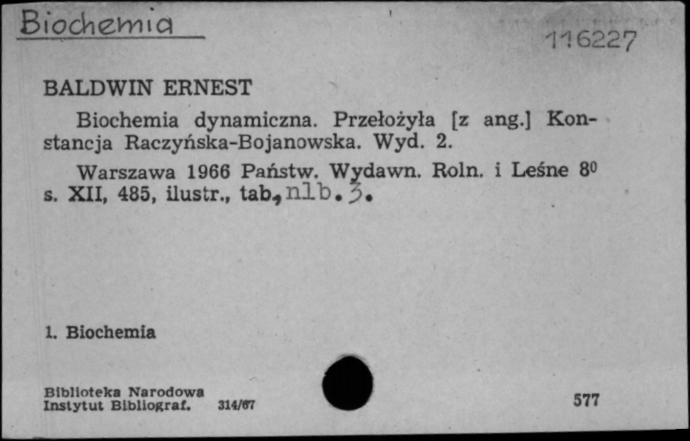 Biochemia
116227
BALDWIN ERNEST
Biochemia dynamiczna. Przełożyła [z ang.] Kon-
stancja Raczyńska-Bojanowska. Wyd. 2.
Warszawa 1966 Państw. Wydawn. Roln. i Leśne 8⁰
s. XII, 485, ilustr., tab, nlb. 3.
1. Biochemia
Biblioteka Narodowa
Instytut Bibliograf. 314/67
577